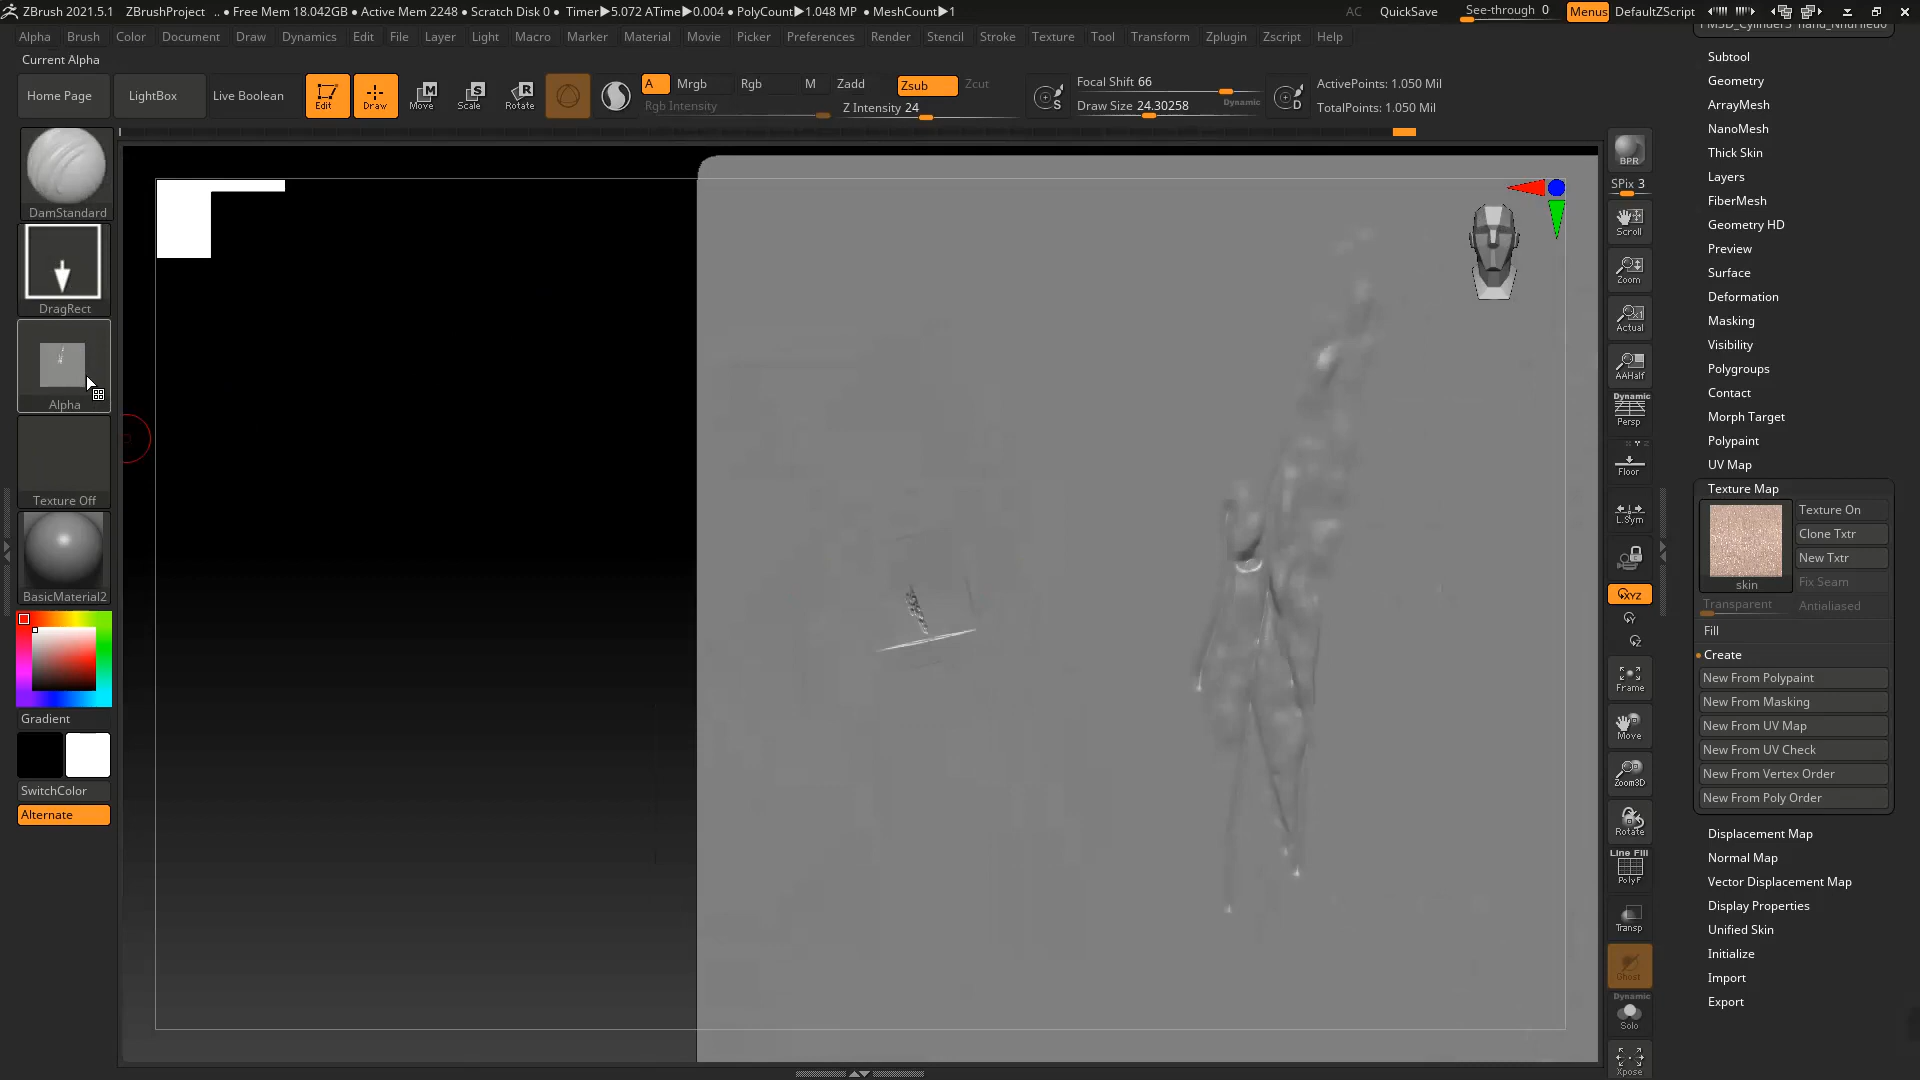 ZBrush 2021.5.1 ZBrushProject .. • Free Mem 18.042GB • Active Mem 2248 • Scratch Disk 0 • Timer▶5.072 ATime▶0.004 • PolyCount▶1.048 MP • MeshCount▶1 AC QuickSave See-through 0 Menus DefaultZScript
Alpha Brush Color Document Draw Dynamics Edit File Layer Light Macro Marker Material Movie Picker Preferences Render Stencil Stroke Texture Tool Transform Zplugin Zscript Help
Current Alpha
Home Page LightBox Live Boolean Edit Draw Move Scale Rotate
A Mrgb Rgb M Zadd Zsub Zcut
Rgb Intensity Z Intensity 24
Focal Shift 66
Draw Size 24.30258 Dynamic
ActivePoints: 1.050 Mil
TotalPoints: 1.050 Mil
DamStandard
DragRect
Alpha
Texture Off
BasicMaterial2
Gradient
SwitchColor
Alternate
BPR
SPix 3
Scroll
Zoom
Actual
AAHalf
Dynamic
Persp
Floor
L.Sym
XYZ
Frame
Move
Zoom3D
Rotate
Line Fill
PolyF
Transp
Ghost
Dynamic
Solo
Xpose
Subtool
Geometry
ArrayMesh
NanoMesh
Thick Skin
Layers
FiberMesh
Geometry HD
Preview
Surface
Deformation
Masking
Visibility
Polygroups
Contact
Morph Target
Polypaint
UV Map
Texture Map
skin
Texture On
Clone Txtr
New Txtr
Fix Seam
Transparent Antialiased
Fill
Create
New From Polypaint
New From Masking
New From UV Map
New From UV Check
New From Vertex Order
New From Poly Order
Displacement Map
Normal Map
Vector Displacement Map
Display Properties
Unified Skin
Initialize
Import
Export